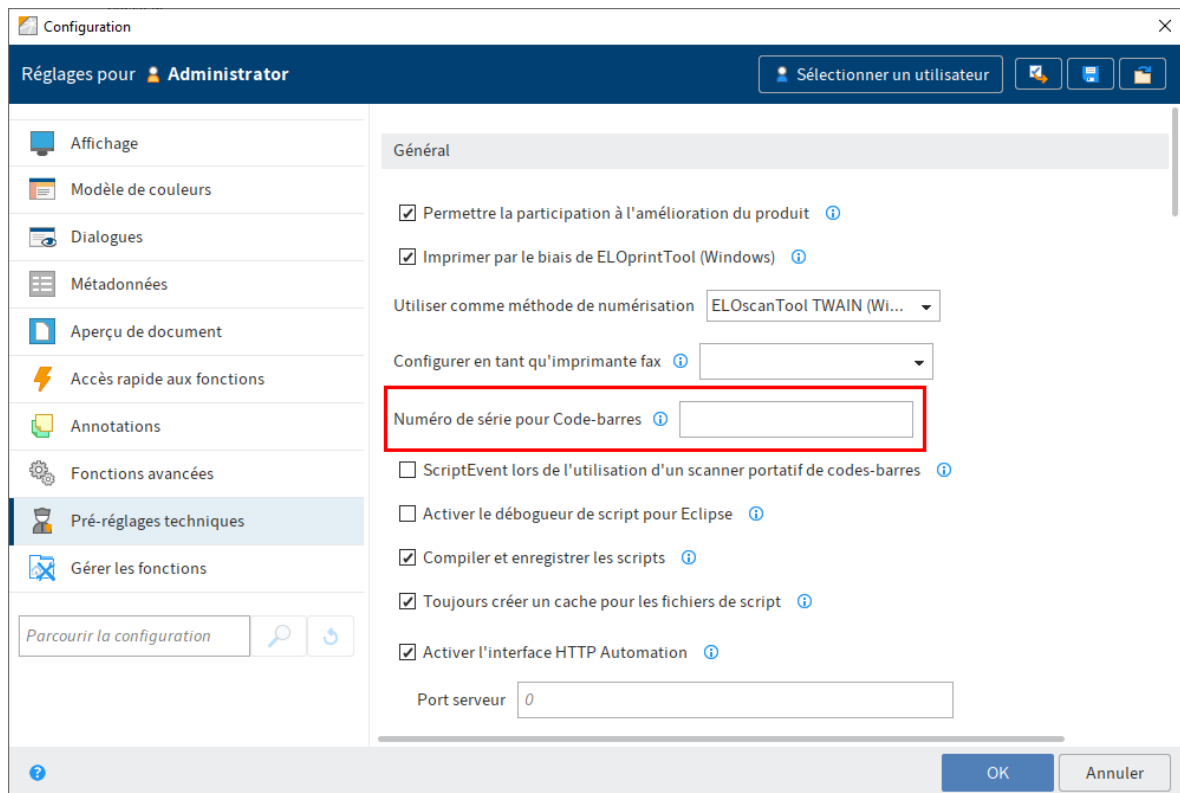 Configuration
Réglages pour Administrator
Sélectionner un utilisateur
Affichage
Modèle de couleurs
Dialogues
Métadonnées
Aperçu de document
Accès rapide aux fonctions
Annotations
Fonctions avancées
Pré-réglages techniques
Gérer les fonctions
Parcourir la configuration
Général
Permettre la participation à l'amélioration du produit
Imprimer par le biais de ELOprintTool (Windows)
Utiliser comme méthode de numérisation ELOscanTool TWAIN (Wi...
Configurer en tant qu'imprimante fax
Numéro de série pour Code-barres
ScriptEvent lors de l'utilisation d'un scanner portatif de codes-barres
Activer le débogueur de script pour Eclipse
Compiler et enregistrer les scripts
Toujours créer un cache pour les fichiers de script
Activer l'interface HTTP Automation
Port serveur 0
OK
Annuler